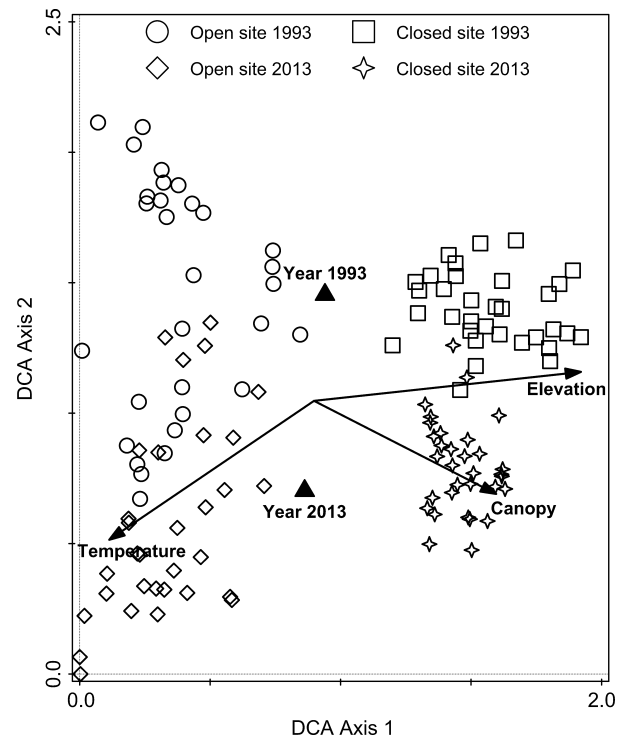 2.5
Open site 1993 Closed site 1993
Open site 2013 Closed site 2013
Year 1993
Elevation
Year 2013
Canopy
Temperature
DCA Axis 2
0.0
0.0 2.0
DCA Axis 1